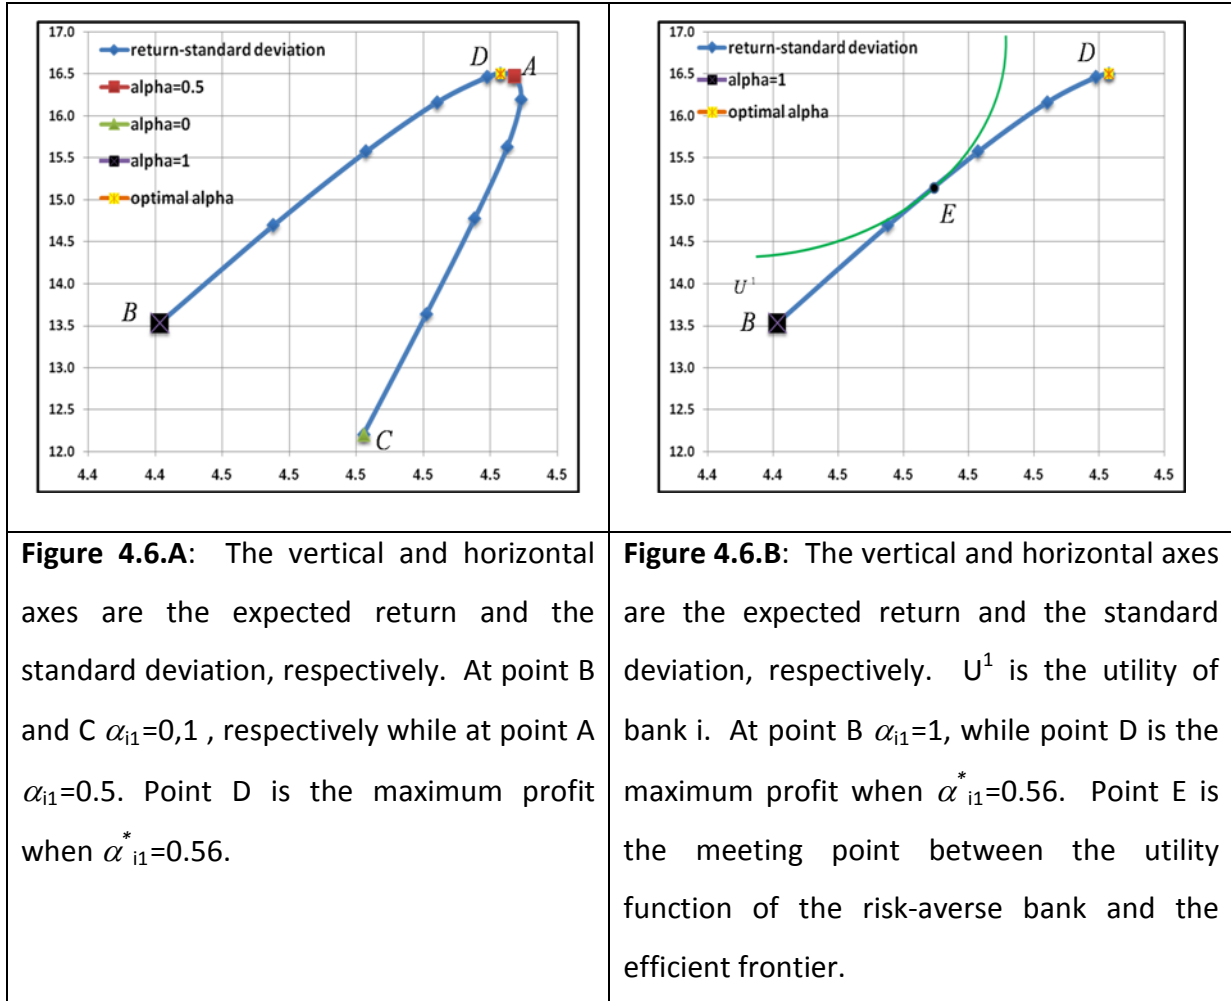 17.0
16.5
16.0
15.5
15.0
14.5
14.0
13.5
13.0
12.5
12.0
4.4 4.4 4.5 4.5 4.5 4.5 4.5 4.5
return-standard deviation
alpha=0.5
alpha=0
alpha=1
optimal alpha
D
A
B
C
17.0
16.5
16.0
15.5
15.0
14.5
14.0
13.5
13.0
12.5
12.0
4.4 4.4 4.5 4.5 4.5 4.5 4.5 4.5
return-standard deviation
alpha=1
optimal alpha
D
E
U¹
B
Figure 4.6.A: The vertical and horizontal
axes are the expected return and the
standard deviation, respectively. At point B
and C αi1=0,1 , respectively while at point A
αi1=0.5. Point D is the maximum profit
when α*i1=0.56.
Figure 4.6.B: The vertical and horizontal axes
are the expected return and the standard
deviation, respectively. U¹ is the utility of
bank i. At point B αi1=1, while point D is the
maximum profit when α*i1=0.56. Point E is
the meeting point between the utility
function of the risk-averse bank and the
efficient frontier.